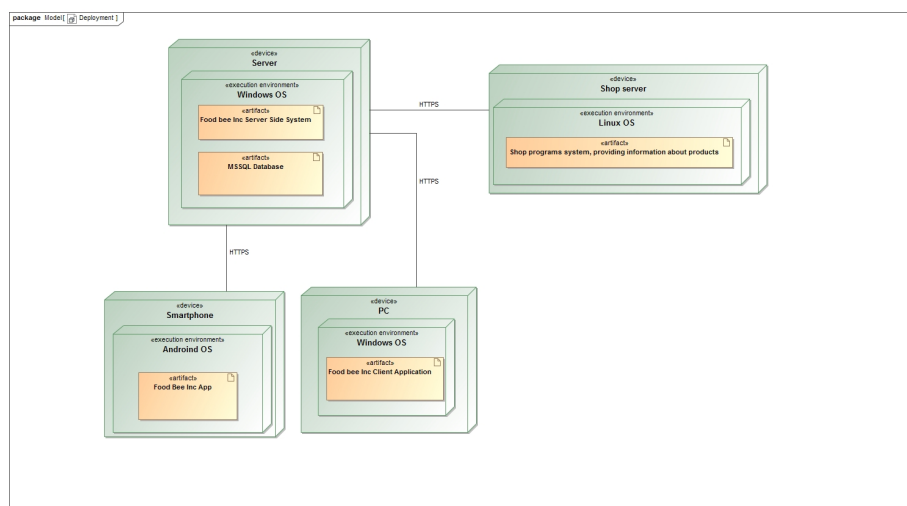 package Model[ Deployment ]
«device»
Server
«execution environment»
Windows OS
«artifact»
Food bee Inc Server Side System
«artifact»
MSSQL Database
HTTPS
«device»
Shop server
«execution environment»
Linux OS
«artifact»
Shop programs system, providing information about products
HTTPS
HTTPS
«device»
Smartphone
«execution environment»
Androind OS
«artifact»
Food Bee Inc App
«device»
PC
«execution environment»
Windows OS
«artifact»
Food bee Inc Client Application